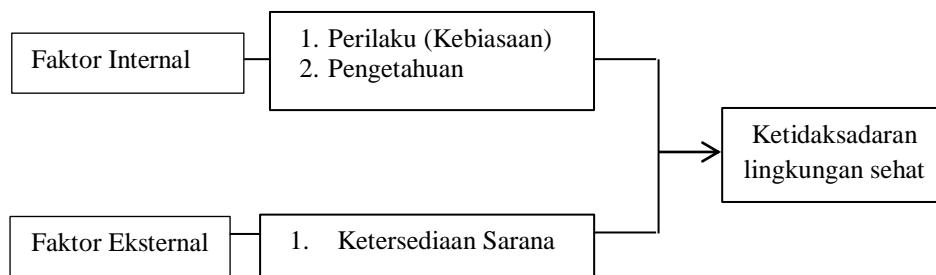 Faktor Internal
1. Perilaku (Kebiasaan)
2. Pengetahuan
Ketidaksadaran
lingkungan sehat
Faktor Eksternal
1. Ketersediaan Sarana